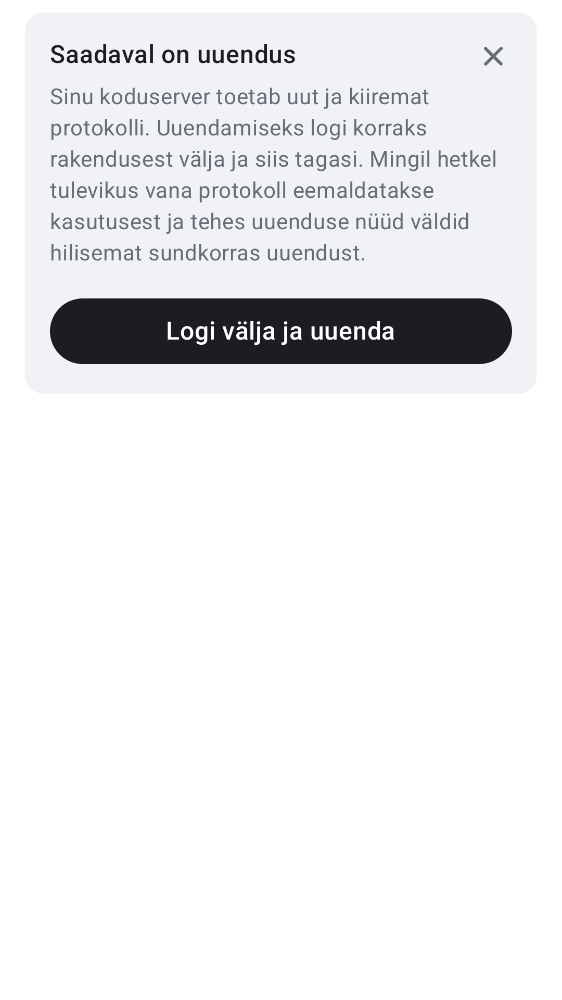 Saadaval on uuendus
Sinu koduserver toetab uut ja kiiremat
protokolli. Uuendamiseks logi korraks
rakendusest välja ja siis tagasi. Mingil hetkel
tulevikus vana protokoll eemaldatakse
kasutusest ja tehes uuenduse nüüd väldid
hilisemat sundkorras uuendust.
Logi välja ja uuenda